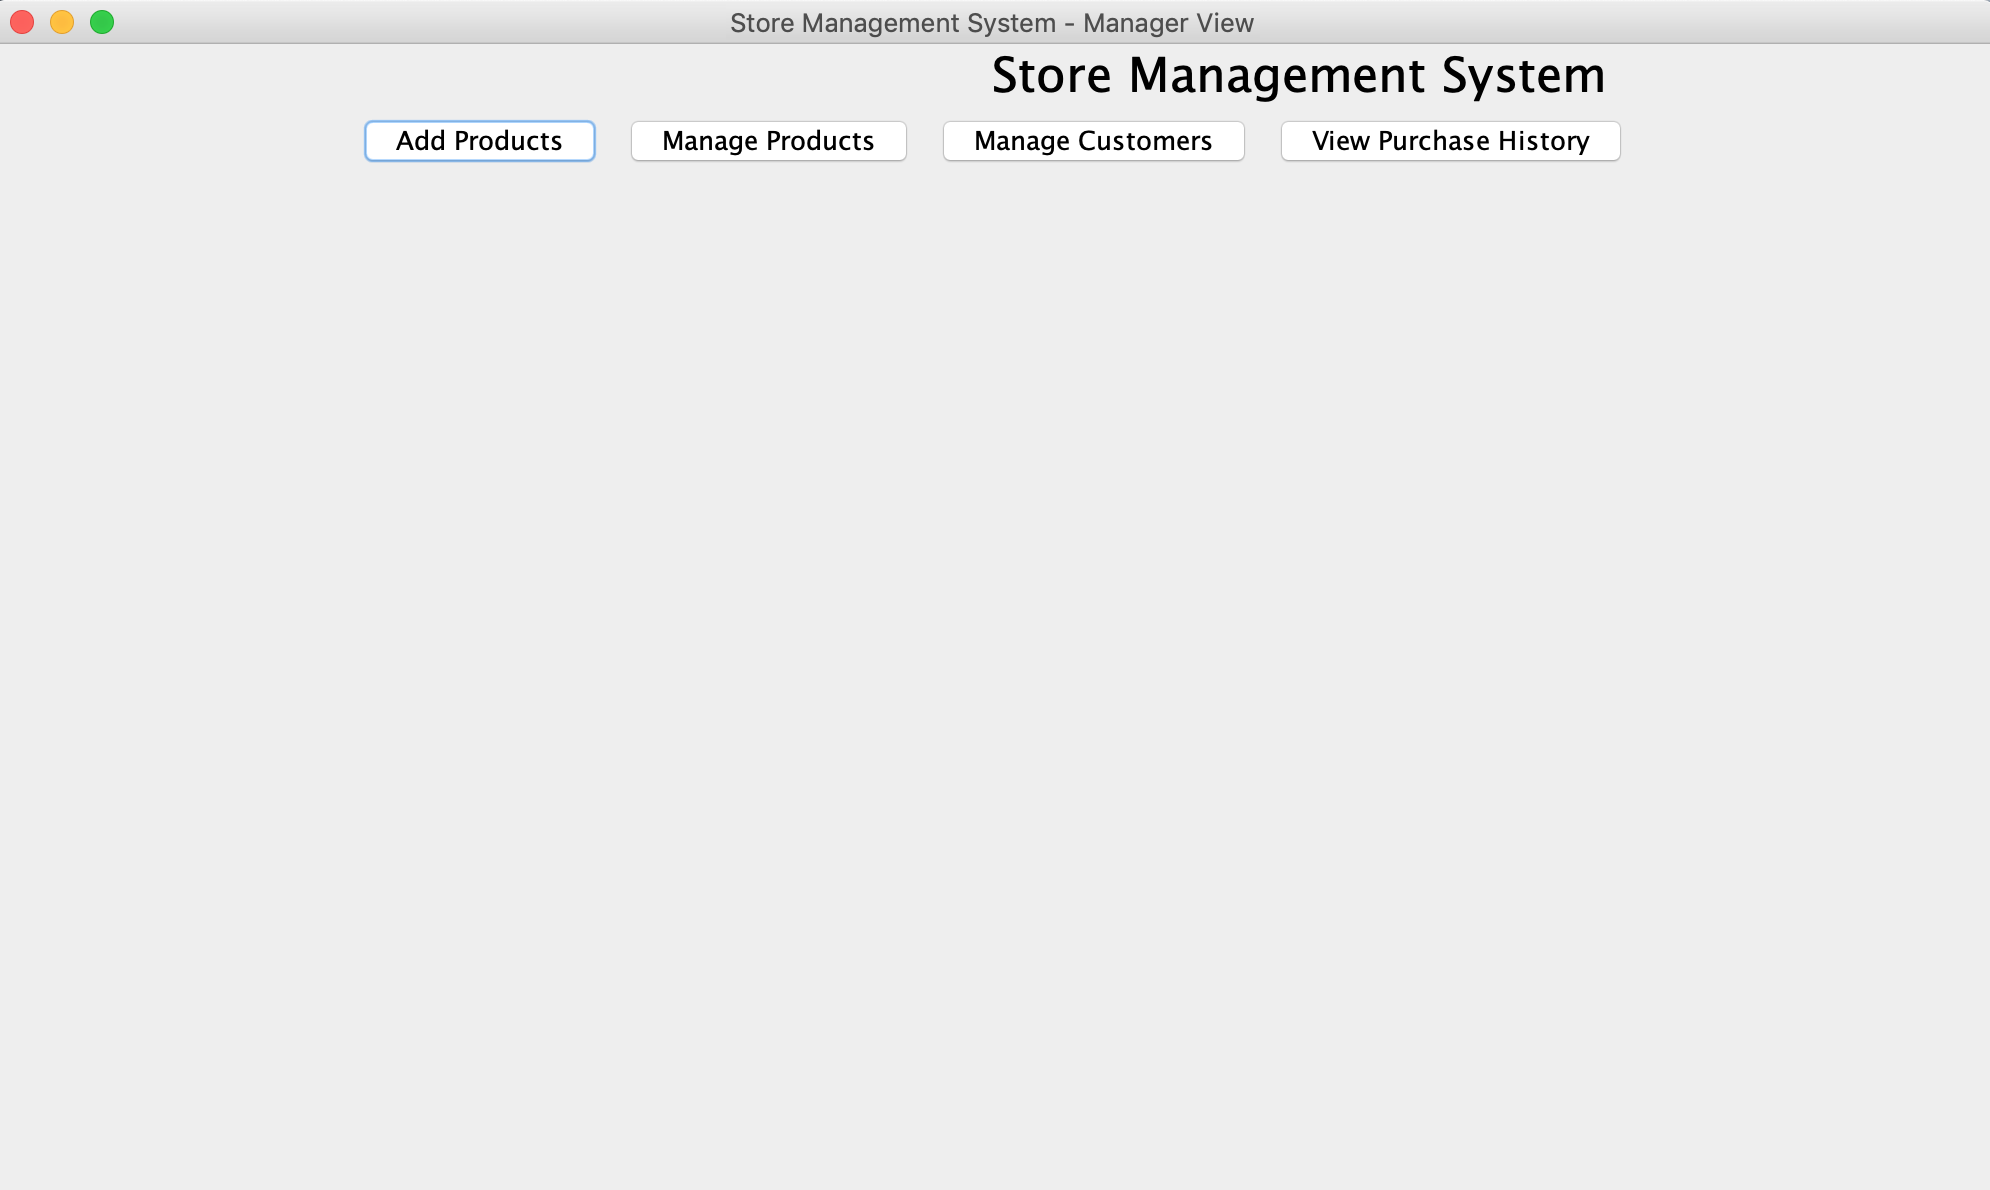 Store Management System - Manager View
Store Management System
Add Products
Manage Products
Manage Customers
View Purchase History